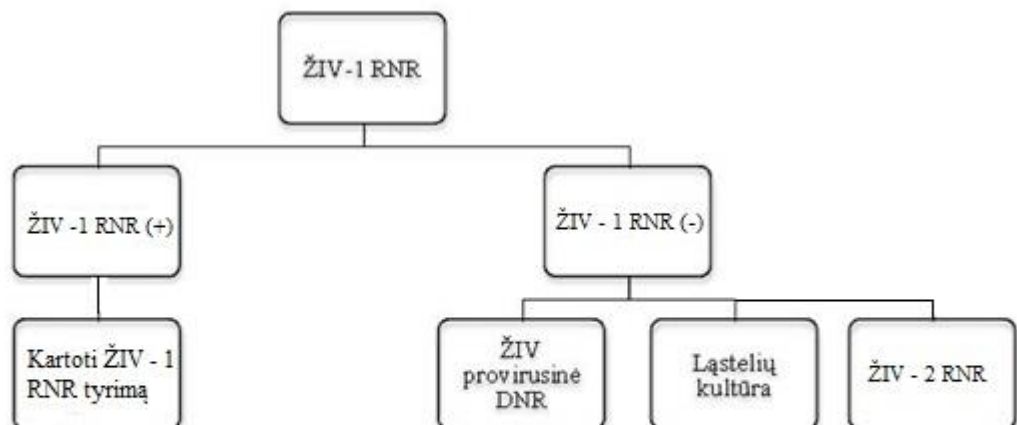 ŽIV-1 RNR
ŽIV -1 RNR (+)
ŽIV - 1 RNR (-)
Kartoti ŽIV - 1
RNR tyrimą
ŽIV
provirusinė
DNR
Ląstelių
kultūra
ŽIV - 2 RNR